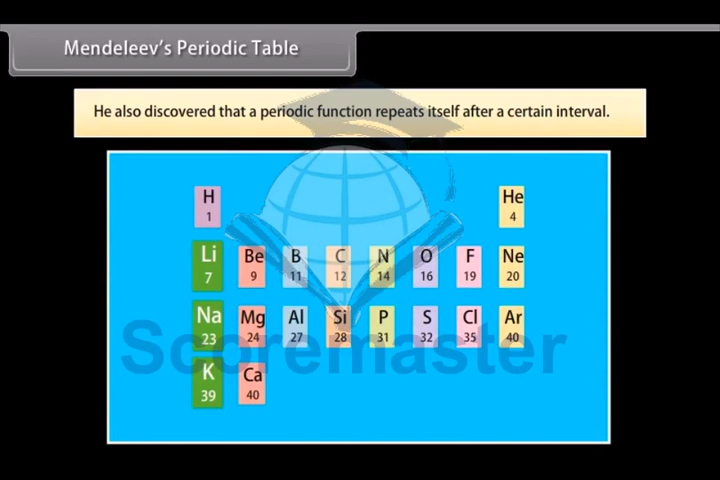 Mendeleev's Periodic Table
He also discovered that a periodic function repeats itself after a certain interval.
H He
1 4
Li Be B C N O F Ne
7 9 11 12 14 16 19 20
Na Mg Al Si P S Cl Ar
23 24 27 28 31 32 35 40
K Ca
39 40
Scoremaster